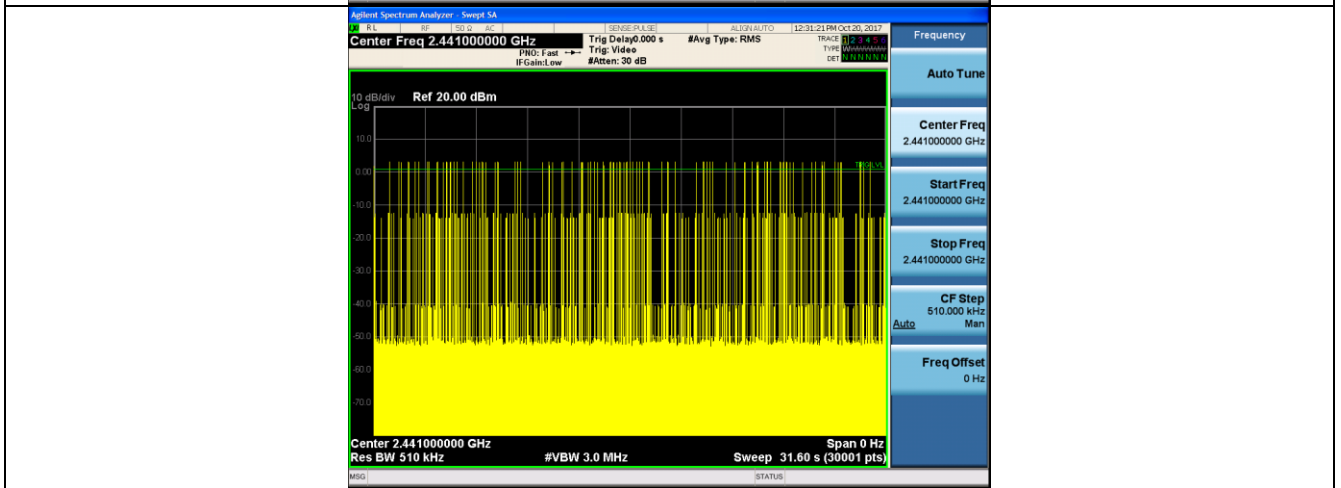 Agilent Spectrum Analyzer - Swept SA
RL RF 50 Ω AC SENSE:PULSE ALIGN AUTO 12:31:21 PM Oct 20, 2017
Center Freq 2.441000000 GHz Trig Delay0.000 s #Avg Type: RMS TRACE 1 2 3 4 5 6
PNO: Fast Trig: Video TYPE
IFGain:Low #Atten: 30 dB DET N N N N N N
10 dB/div Ref 20.00 dBm
Log
10.0
0.00
TRIG LVL
-10.0
-20.0
-30.0
-40.0
-50.0
-60.0
-70.0
Center 2.441000000 GHz Span 0 Hz
Res BW 510 kHz #VBW 3.0 MHz Sweep 31.60 s (30001 pts)
MSG STATUS
Frequency
Auto Tune
Center Freq
2.441000000 GHz
Start Freq
2.441000000 GHz
Stop Freq
2.441000000 GHz
CF Step
510.000 kHz
Auto Man
Freq Offset
0 Hz